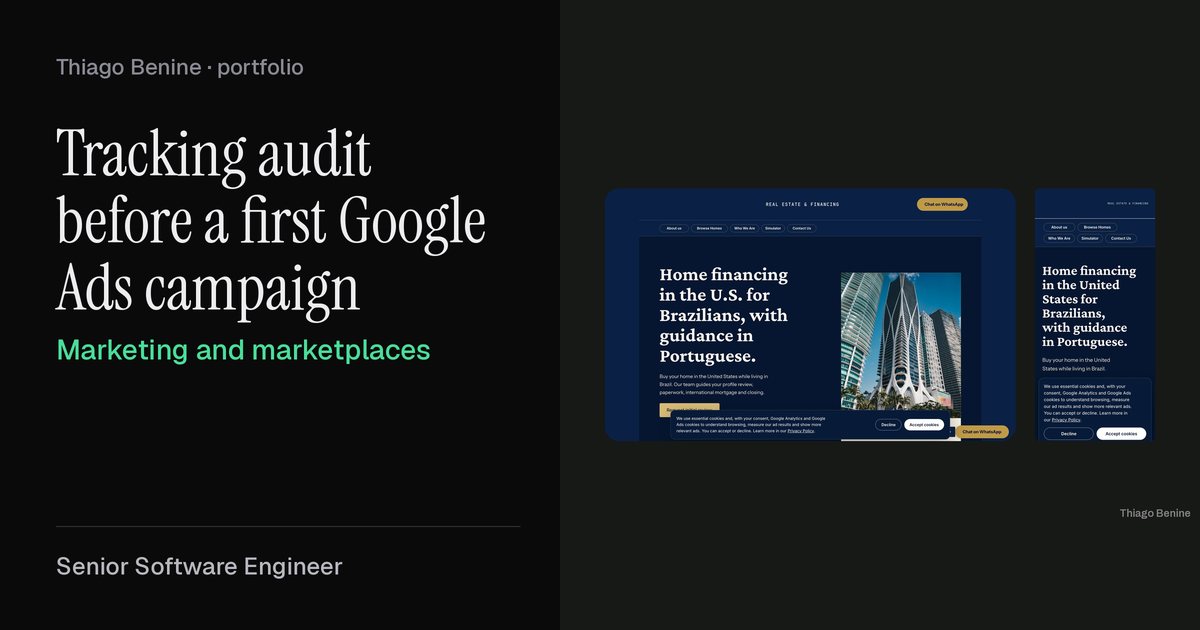 Thiago Benine · portfolio
Tracking audit
before a first Google
Ads campaign
Marketing and marketplaces
Senior Software Engineer
REAL ESTATE & FINANCING
Chat on WhatsApp
About us
Browse Homes
Who We Are
Simulator
Contact Us
Home financing
in the U.S. for
Brazilians, with
guidance in
Portuguese.
Buy your home in the United States while living in
Brazil. Our team guides your profile review,
paperwork, international mortgage and closing.
We use essential cookies and, with your consent, Google Analytics and Google
Ads cookies to understand browsing, measure our ad results and show more
relevant ads. You can accept or decline. Learn more in our Privacy Policy.
Decline
Accept cookies
Chat on WhatsApp
REAL ESTATE & FINANCING
About us
Browse Homes
Who We Are
Simulator
Contact Us
Home financing
in the United
States for
Brazilians,
with guidance
in Portuguese.
Buy your home in the United
States while living in Brazil.
We use essential cookies and, with your
consent, Google Analytics and Google Ads
cookies to understand browsing, measure
our ad results and show more relevant ads.
You can accept or decline. Learn more in
our Privacy Policy.
Decline
Accept cookies
Thiago Benine